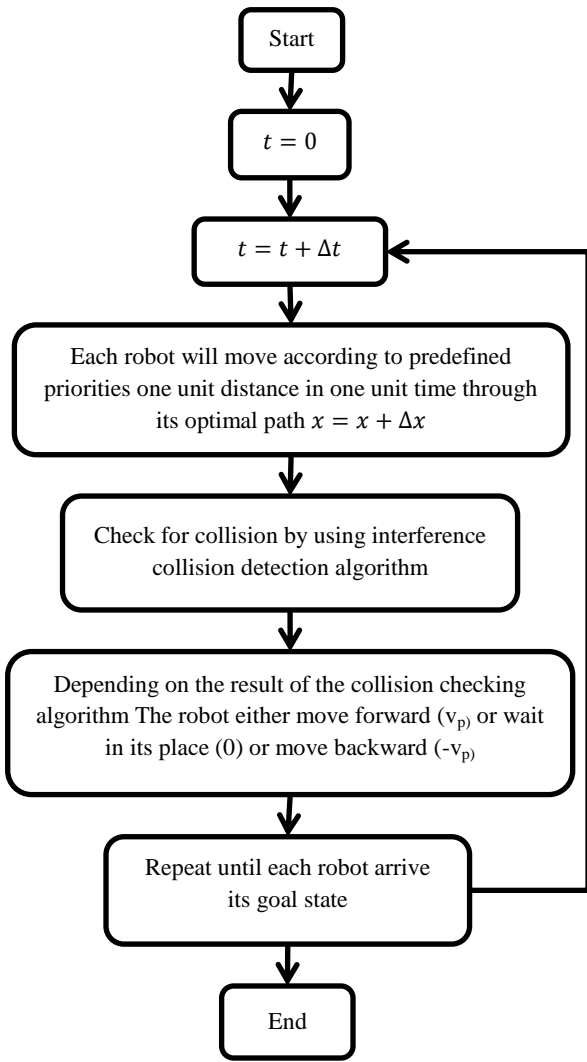 Start
t = 0
t = t + Δt
Each robot will move according to predefined
priorities one unit distance in one unit time through
its optimal path x = x + Δx
Check for collision by using interference
collision detection algorithm
Depending on the result of the collision checking
algorithm The robot either move forward (vₚ) or wait
in its place (0) or move backward (-vₚ)
Repeat until each robot arrive
its goal state
End